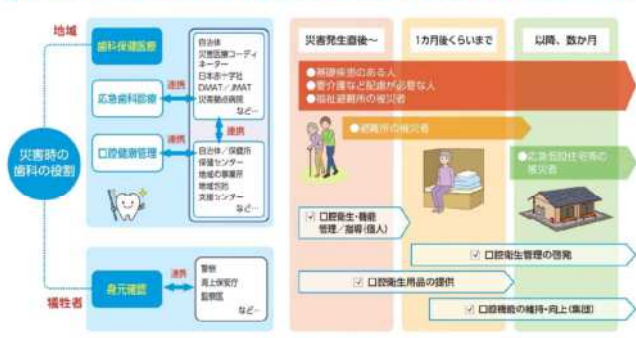 地域
歯科保健医療
応急歯科診療
連携
口腔健康管理
連携
自治体
災害医療コーディ
ネーター
日本赤十字社
DMAT／JMAT
災害拠点病院
など…
連携
自治体／保健所
保健センター
地域の事業所
地域包括
支援センター
など…
災害時の
歯科の役割
犠牲者
身元確認
連携
警察
海上保安庁
監察医
など…
災害発生直後～
1カ月後くらいまで
以降、数か月
●基礎疾患のある人
●要介護など配慮が必要な人
●福祉避難所の被災者
●避難所の被災者
●応急仮設住宅等の
被災者
口腔衛生・機能
管理／指導（個人）
口腔衛生管理の啓発
口腔衛生用品の提供
口腔機能の維持・向上（集団）